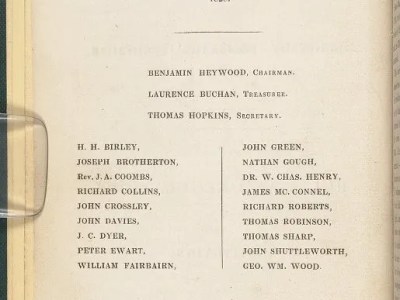 BENJAMIN HEYWOOD, CHAIRMAN.
LAURENCE BUCHAN, TREASURER.
THOMAS HOPKINS, SECRETARY.
H. H. BIRLEY,
JOSEPH BROTHERTON,
REV. J. A. COOMBS,
RICHARD COLLINS,
JOHN CROSSLEY,
JOHN DAVIES,
J. C. DYER,
PETER EWART,
WILLIAM FAIRBAIRN,
JOHN GREEN,
NATHAN GOUGH,
DR. W. CHAS. HENRY,
JAMES MC. CONNEL,
RICHARD ROBERTS,
THOMAS ROBINSON,
THOMAS SHARP,
JOHN SHUTTLEWORTH,
GEO. WM. WOOD.